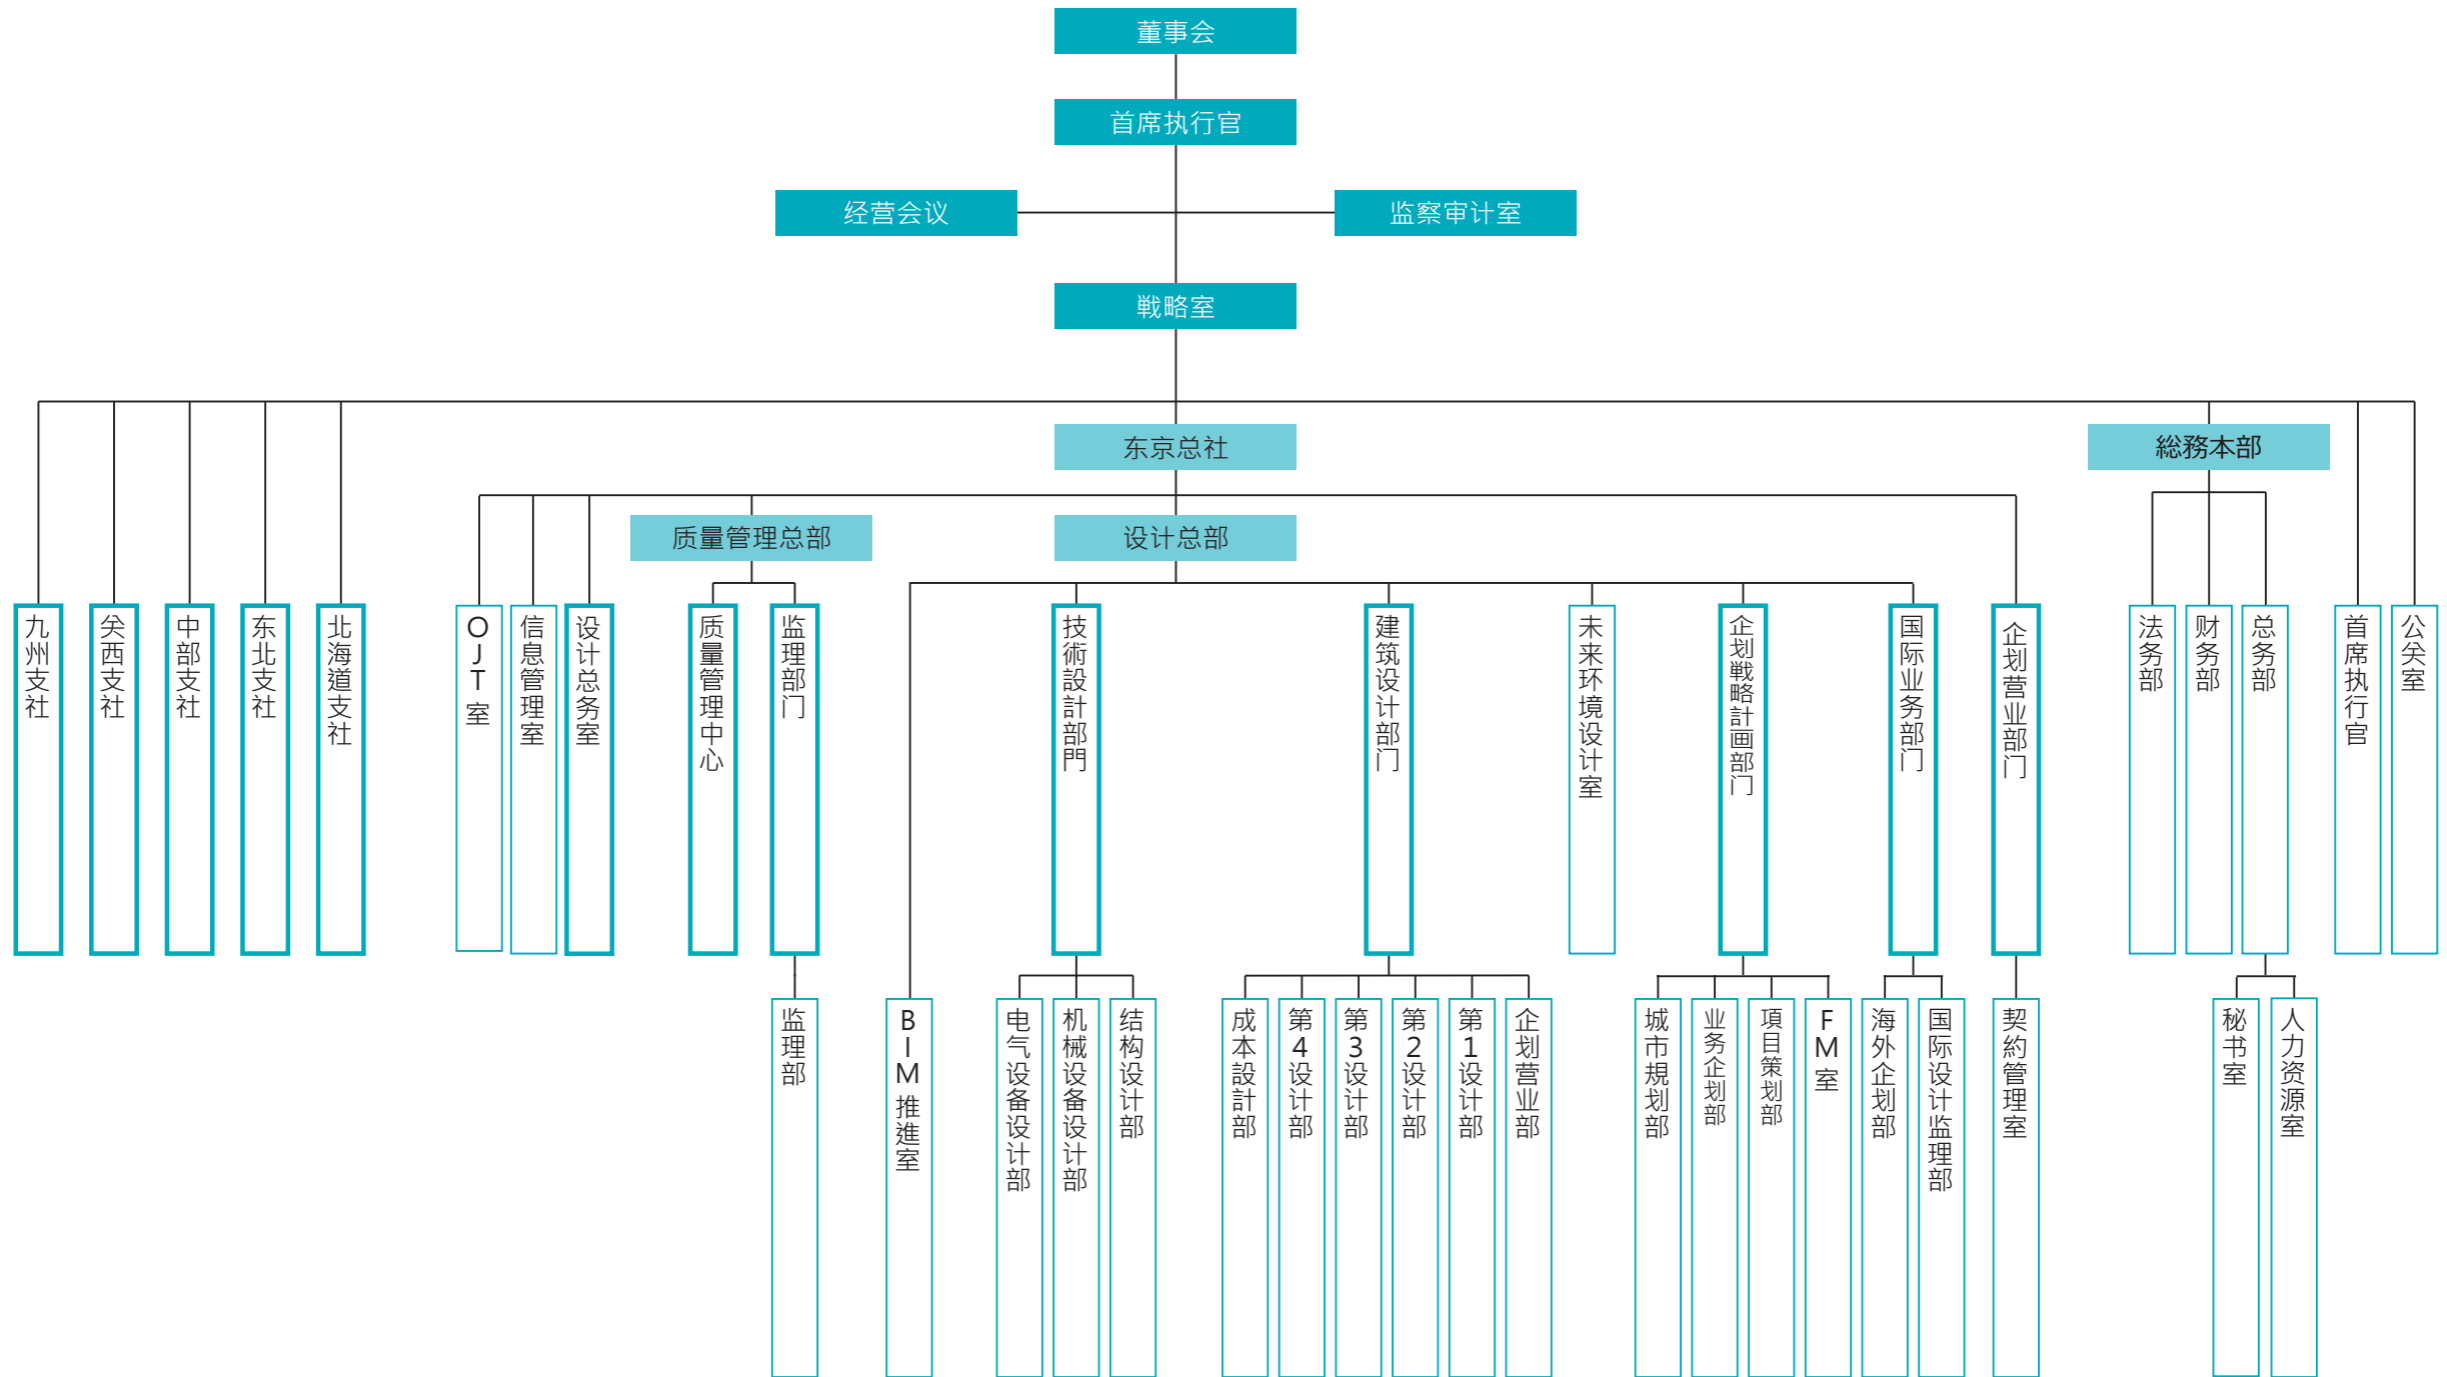 董事会
首席执行官
经营会议
监察审计室
戦略室
东京总社
総務本部
质量管理总部
设计总部
九州支社
关西支社
中部支社
东北支社
北海道支社
OJT室
信息管理室
设计总务室
质量管理中心
监理部门
技術設計部門
建筑设计部门
未来环境设计室
企划戦略計画部门
国际业务部门
企划营业部门
法务部
财务部
总务部
首席执行官
公关室
监理部
BIM推進室
电气设备设计部
机械设备设计部
结构设计部
成本設計部
第4设计部
第3设计部
第2设计部
第1设计部
企划营业部
城市規划部
业务企划部
項目策划部
FM室
海外企划部
国际设计监理部
契約管理室
秘书室
人力资源室